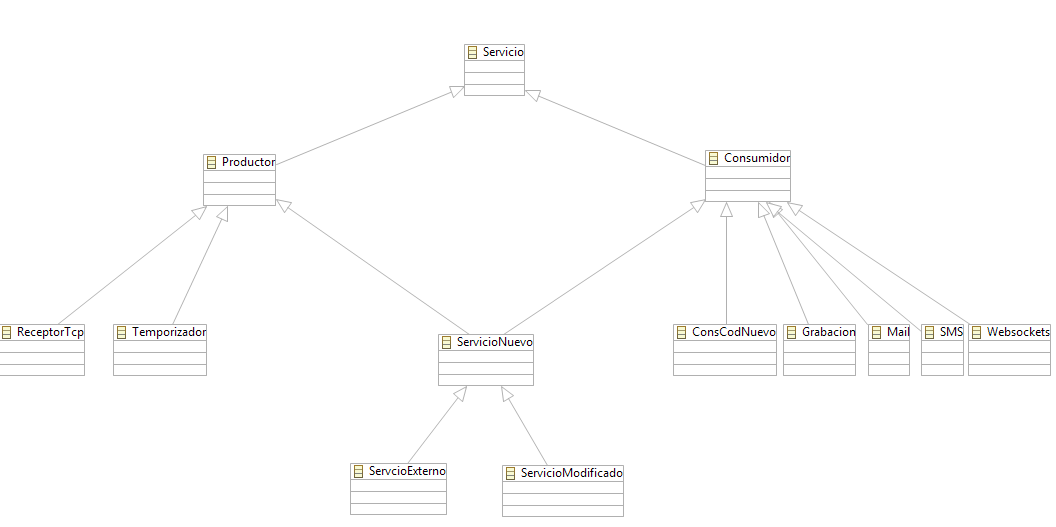 Servicio
Productor
Consumidor
ReceptorTcp
Temporizador
ServicioNuevo
ConsCodNuevo
Grabacion
Mail
SMS
Websockets
ServcioExterno
ServicioModificado